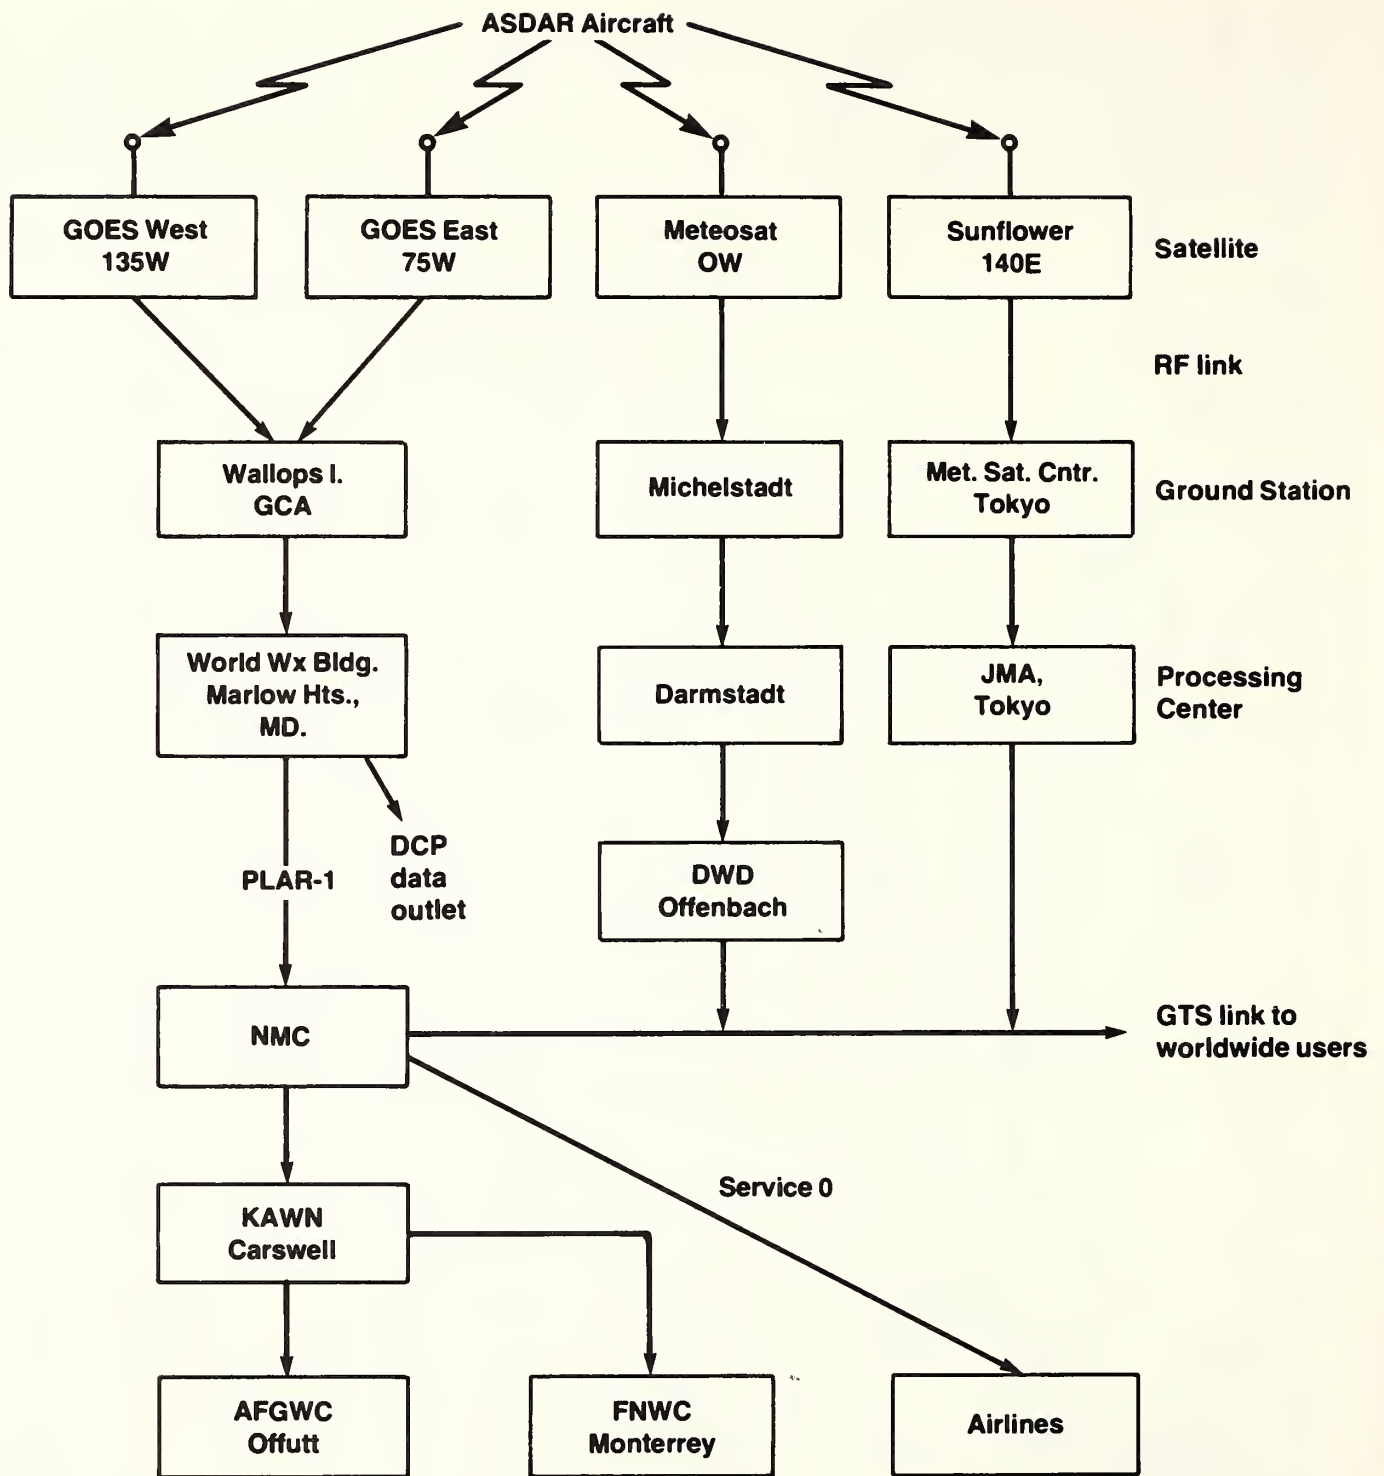 ASDAR Aircraft
GOES West
135W
GOES East
75W
Meteosat
OW
Sunflower
140E
Satellite
RF link
Wallops I.
GCA
Michelstadt
Met. Sat. Cntr.
Tokyo
Ground Station
World Wx Bldg.
Marlow Hts.,
MD.
Darmstadt
JMA,
Tokyo
Processing
Center
PLAR-1
DCP
data
outlet
DWD
Offenbach
NMC
GTS link to
worldwide users
Service 0
KAWN
Carswell
AFGWC
Offutt
FNWC
Monterrey
Airlines